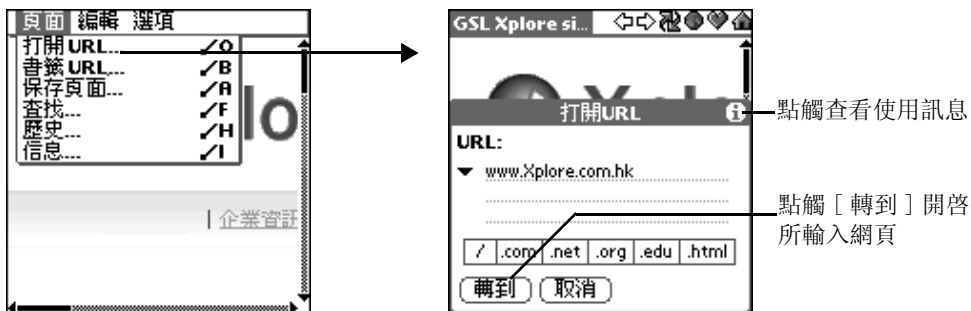 頁面 編輯 選項
打開 URL... /O
書籤 URL... /B
保存頁面... /A
查找... /F
歷史... /H
信息... /I
lo
| 企業資訊
GSL Xplore si...
打開URL
URL:
www.Xplore.com.hk
/ .com .net .org .edu .html
轉到 取消
點觸查看使用訊息
點觸［轉到］開啓
所輸入網頁